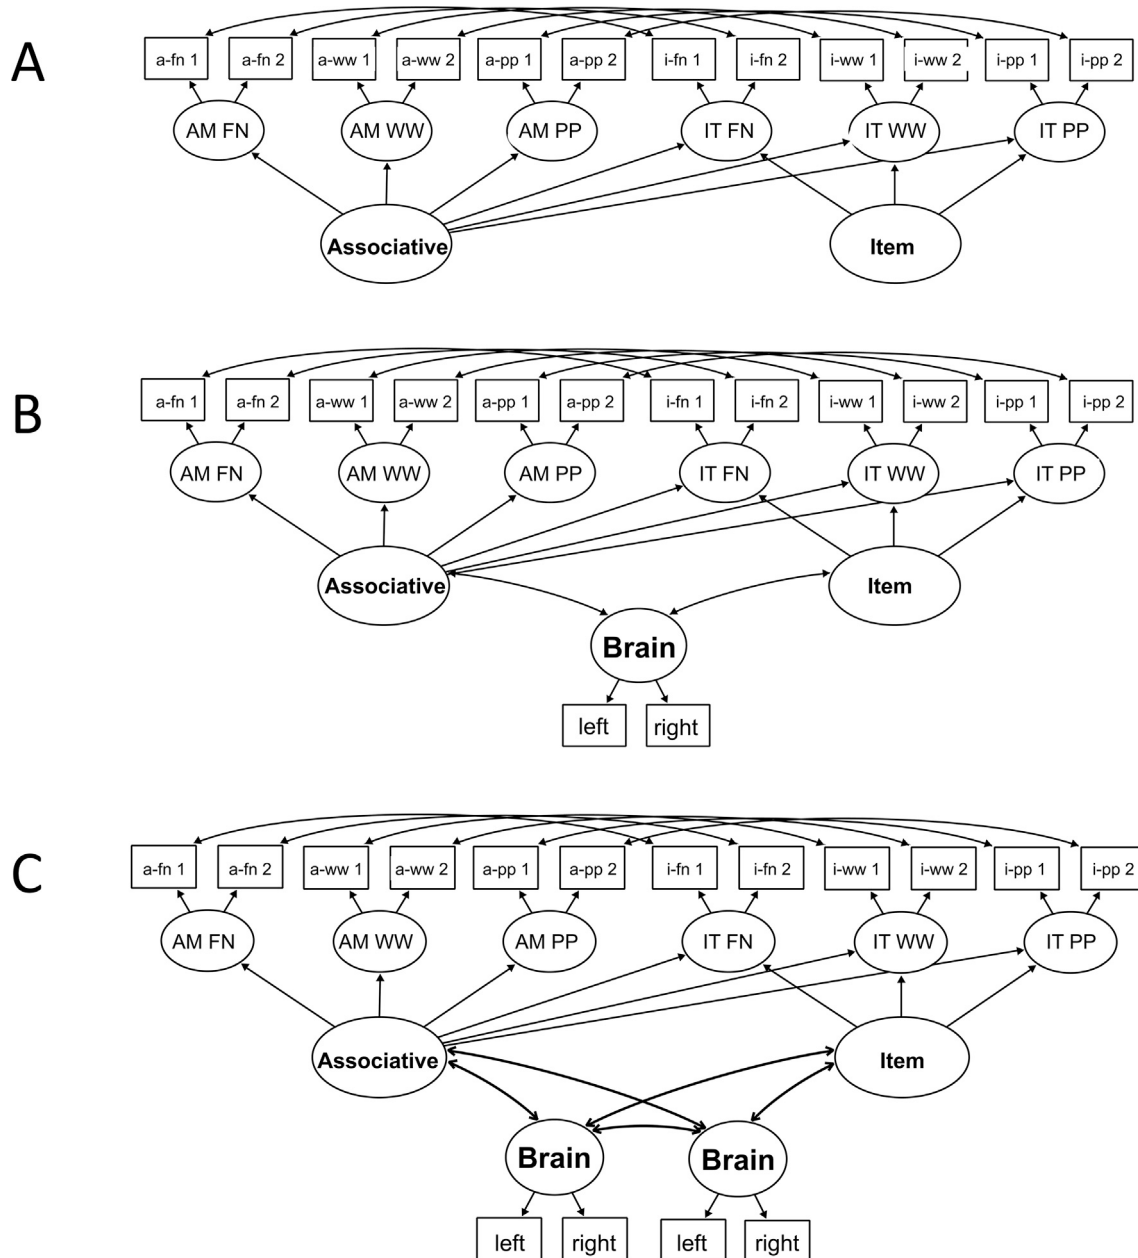 A
a-fn 1 a-fn 2 a-ww 1 a-ww 2 a-pp 1 a-pp 2 i-fn 1 i-fn 2 i-ww 1 i-ww 2 i-pp 1 i-pp 2
AM FN AM WW AM PP IT FN IT WW IT PP
Associative Item
B
a-fn 1 a-fn 2 a-ww 1 a-ww 2 a-pp 1 a-pp 2 i-fn 1 i-fn 2 i-ww 1 i-ww 2 i-pp 1 i-pp 2
AM FN AM WW AM PP IT FN IT WW IT PP
Associative Item
Brain
left right
C
a-fn 1 a-fn 2 a-ww 1 a-ww 2 a-pp 1 a-pp 2 i-fn 1 i-fn 2 i-ww 1 i-ww 2 i-pp 1 i-pp 2
AM FN AM WW AM PP IT FN IT WW IT PP
Associative Item
Brain Brain
left right left right